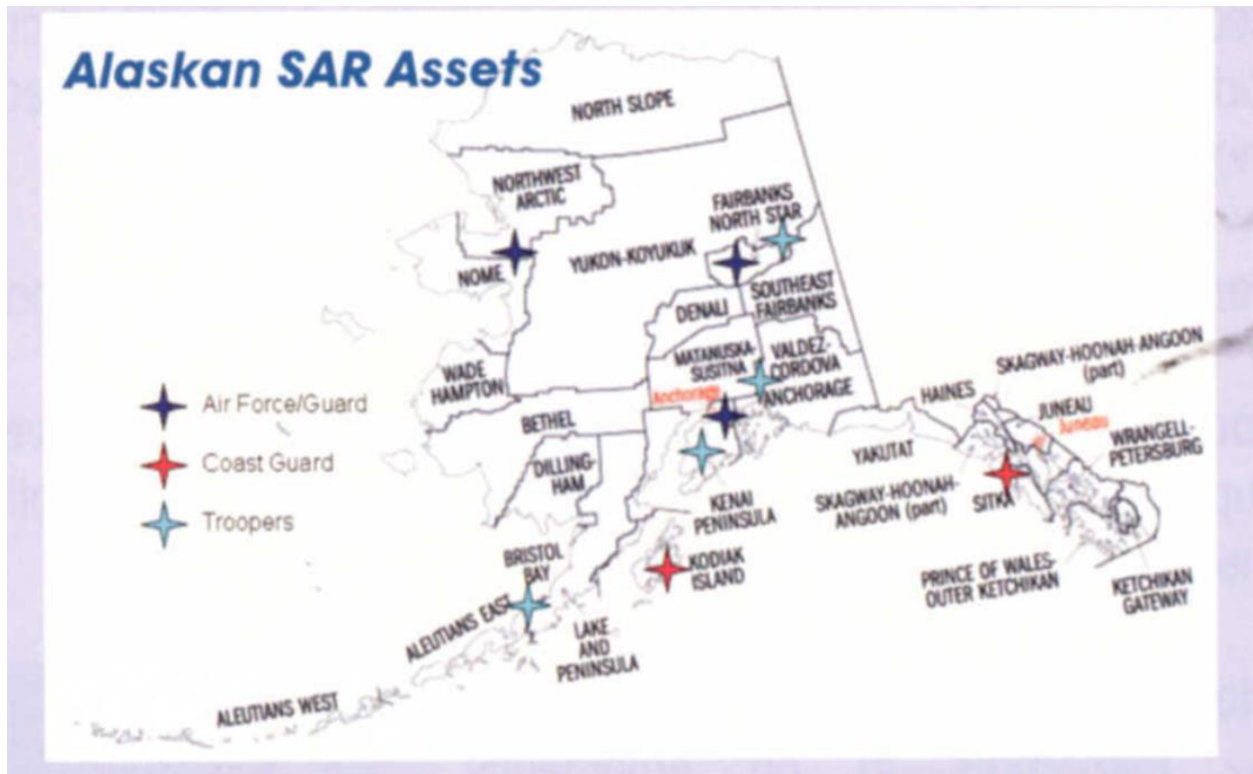 Alaskan SAR Assets
NORTH SLOPE
NORTHWEST
ARCTIC
FAIRBANKS
NORTH STAR
NOME
YUKON-KOYUKUK
SOUTHEAST
FAIRBANKS
DENALI
MATANUSKA-
SUSITNA
VALDEZ-
CORDOVA
WADE
HAMPTON
Anchorage
ANCHORAGE
BETHEL
DILLING-
HAM
SKAGWAY-HOONAH-ANGOON
(part)
HAINES
JUNEAU
Juneau
WRANGELL-
PETERSBURG
YAKUTAT
SKAGWAY-HOONAH-
ANGOON (part)
SITKA
KENAI
PENINSULA
BRISTOL
BAY
KODIAK
ISLAND
PRINCE OF WALES-
OUTER KETCHIKAN
KETCHIKAN
GATEWAY
ALEUTIANS EAST
LAKE
AND
PENINSULA
ALEUTIANS WEST
Air Force/Guard
Coast Guard
Troopers